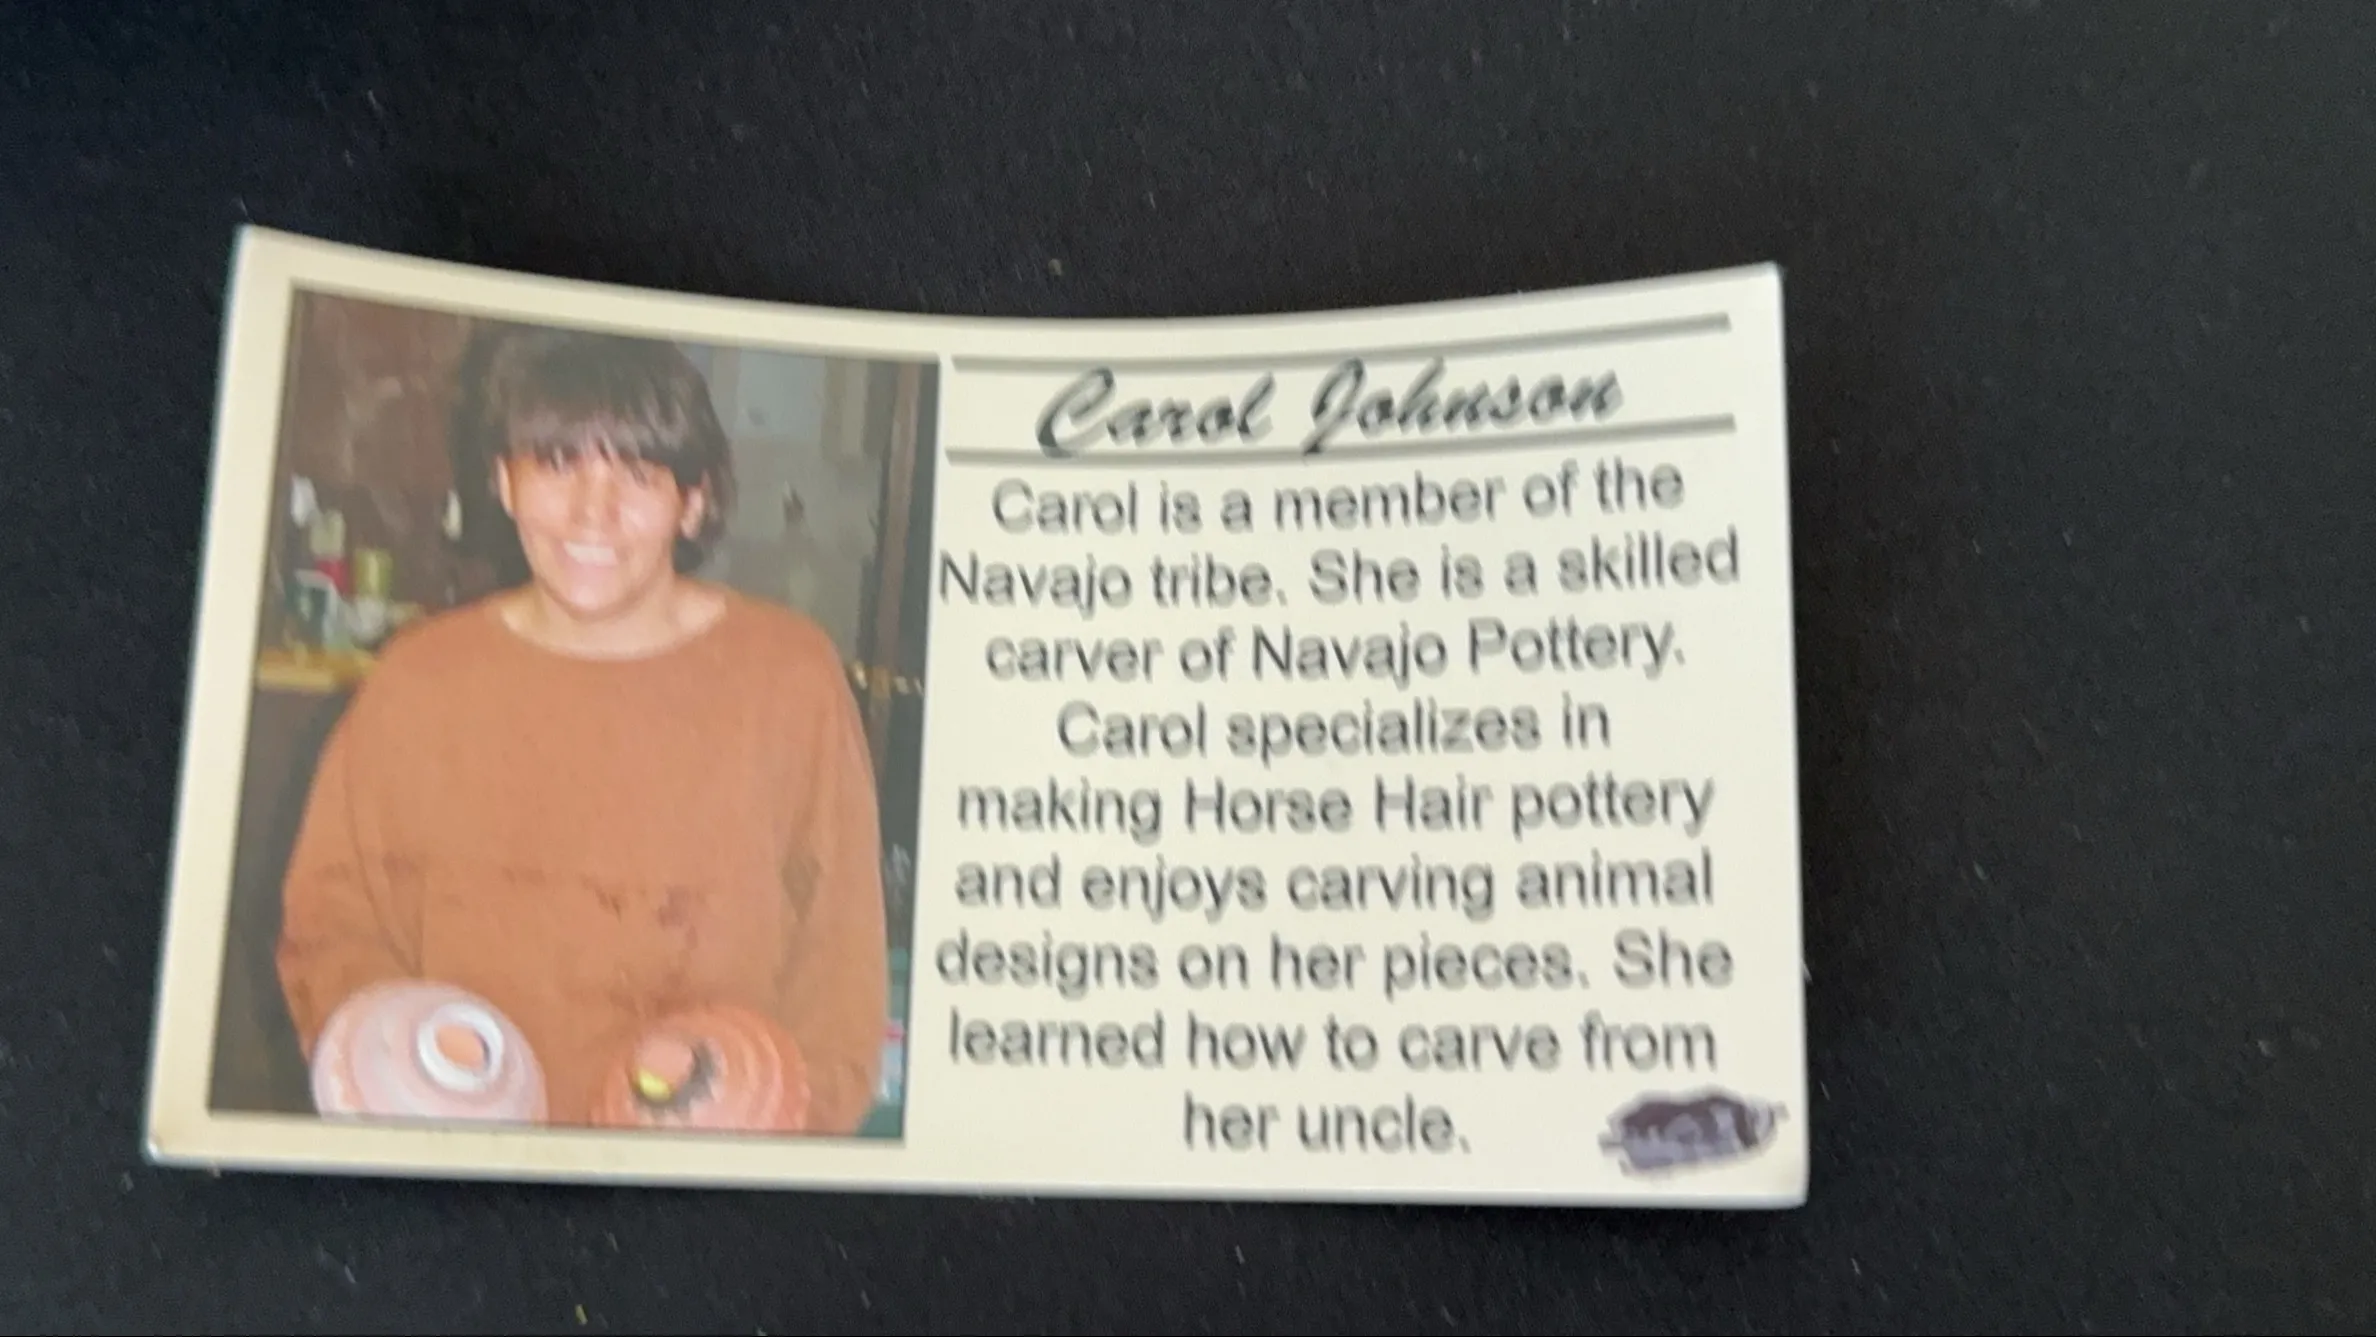 Carol Johnson
Carol is a member of the
Navajo tribe. She is a skilled
carver of Navajo Pottery.
Carol specializes in
making Horse Hair pottery
and enjoys carving animal
designs on her pieces. She
learned how to carve from
her uncle.